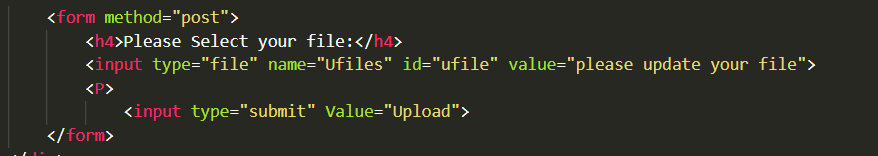 <form method="post">
<h4>Please Select your file:</h4>
<input type="file" name="Ufiles" id="ufile" value="please update your file">
<P>
<input type="submit" Value="Upload">
</form>